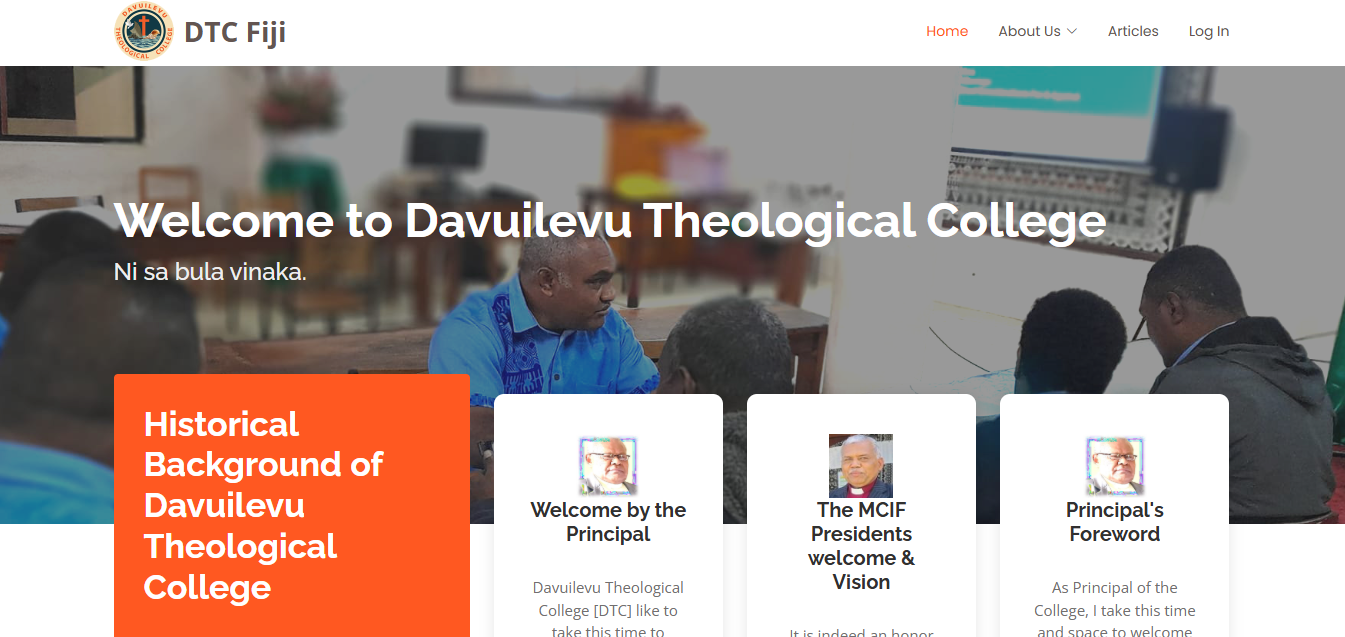 DAVUILEVU
THEOLOGICAL COLLEGE
DTC Fiji
Home
About Us
Articles
Log In
Welcome to Davuilevu Theological College
Ni sa bula vinaka.
Historical
Background of
Davuilevu
Theological
College
Welcome by the
Principal
Davuilevu Theological
College [DTC] like to
take this time to
The MCIF
Presidents
welcome &
Vision
It is indeed an honor
Principal's
Foreword
As Principal of the
College, I take this time
and space to welcome